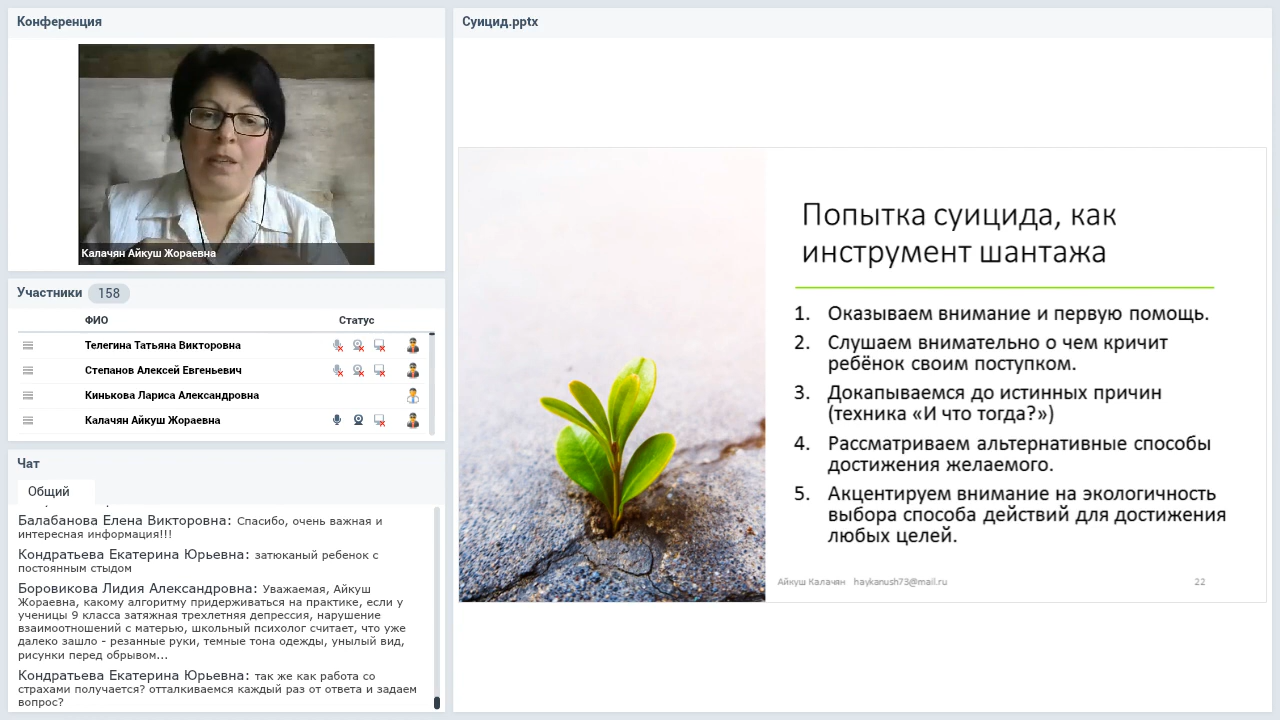 Конференция
Калачян Айкуш Жораевна
Участники 158
ФИО Статус
Телегина Татьяна Викторовна
Степанов Алексей Евгеньевич
Кинькова Лариса Александровна
Калачян Айкуш Жораевна
Чат
Общий
Балабанова Елена Викторовна: Спасибо, очень важная и
интересная информация!!!
Кондратьева Екатерина Юрьевна: затюканый ребенок с
постоянным стыдом
Боровикова Лидия Александровна: Уважаемая, Айкуш
Жораевна, какому алгоритму придерживаться на практике, если у
ученицы 9 класса затяжная трехлетняя депрессия, нарушение
взаимоотношений с матерью, школьный психолог считает, что уже
далеко зашло - резанные руки, темные тона одежды, унылый вид,
рисунки перед обрывом...
Кондратьева Екатерина Юрьевна: так же как работа со
страхами получается? отталкиваемся каждый раз от ответа и задаем
вопрос?
Суицид.pptx
Попытка суицида, как
инструмент шантажа
1. Оказываем внимание и первую помощь.
2. Слушаем внимательно о чем кричит
ребёнок своим поступком.
3. Докапываемся до истинных причин
(техника «И что тогда?»)
4. Рассматриваем альтернативные способы
достижения желаемого.
5. Акцентируем внимание на экологичность
выбора способа действий для достижения
любых целей.
Айкуш Калачян haykanush73@mail.ru 22